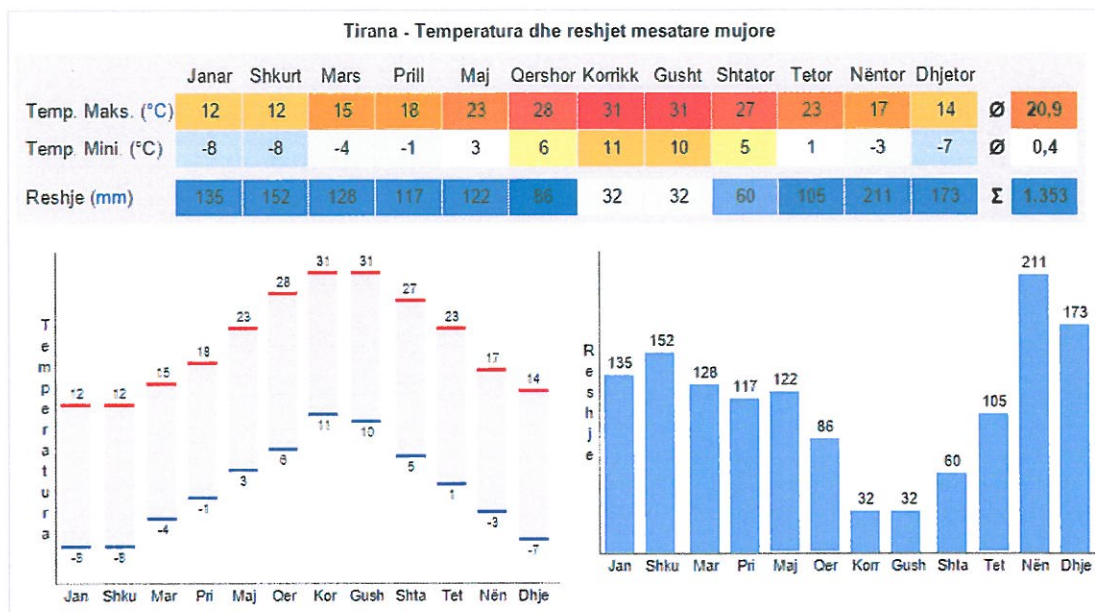 Tirana - Temperatura dhe reshjet mesatare mujore
Janar Shkurt Mars Prill Maj Qershor Korrikk Gusht Shtator Tetor Nëntor Dhjetor
Temp. Maks. (°C) 12 12 15 18 23 28 31 31 27 23 17 14 Ø 20,9
Temp. Mini. (°C) -8 -8 -4 -1 3 6 11 10 5 1 -3 -7 Ø 0,4
Reshje (mm) 135 152 128 117 122 86 32 32 60 105 211 173 Σ 1.353
Temperatura
12 12 15 18 23 28 31 31 27 23 17 14
-8 -8 -4 -1 3 6 11 10 5 1 -3 -7
Jan Shku Mar Pri Maj Qer Kor Gush Shta Tet Nën Dhje
Reshje
135 152 128 117 122 86 32 32 60 105 211 173
Jan Shku Mar Pri Maj Qer Korr Gush Shta Tet Nën Dhje